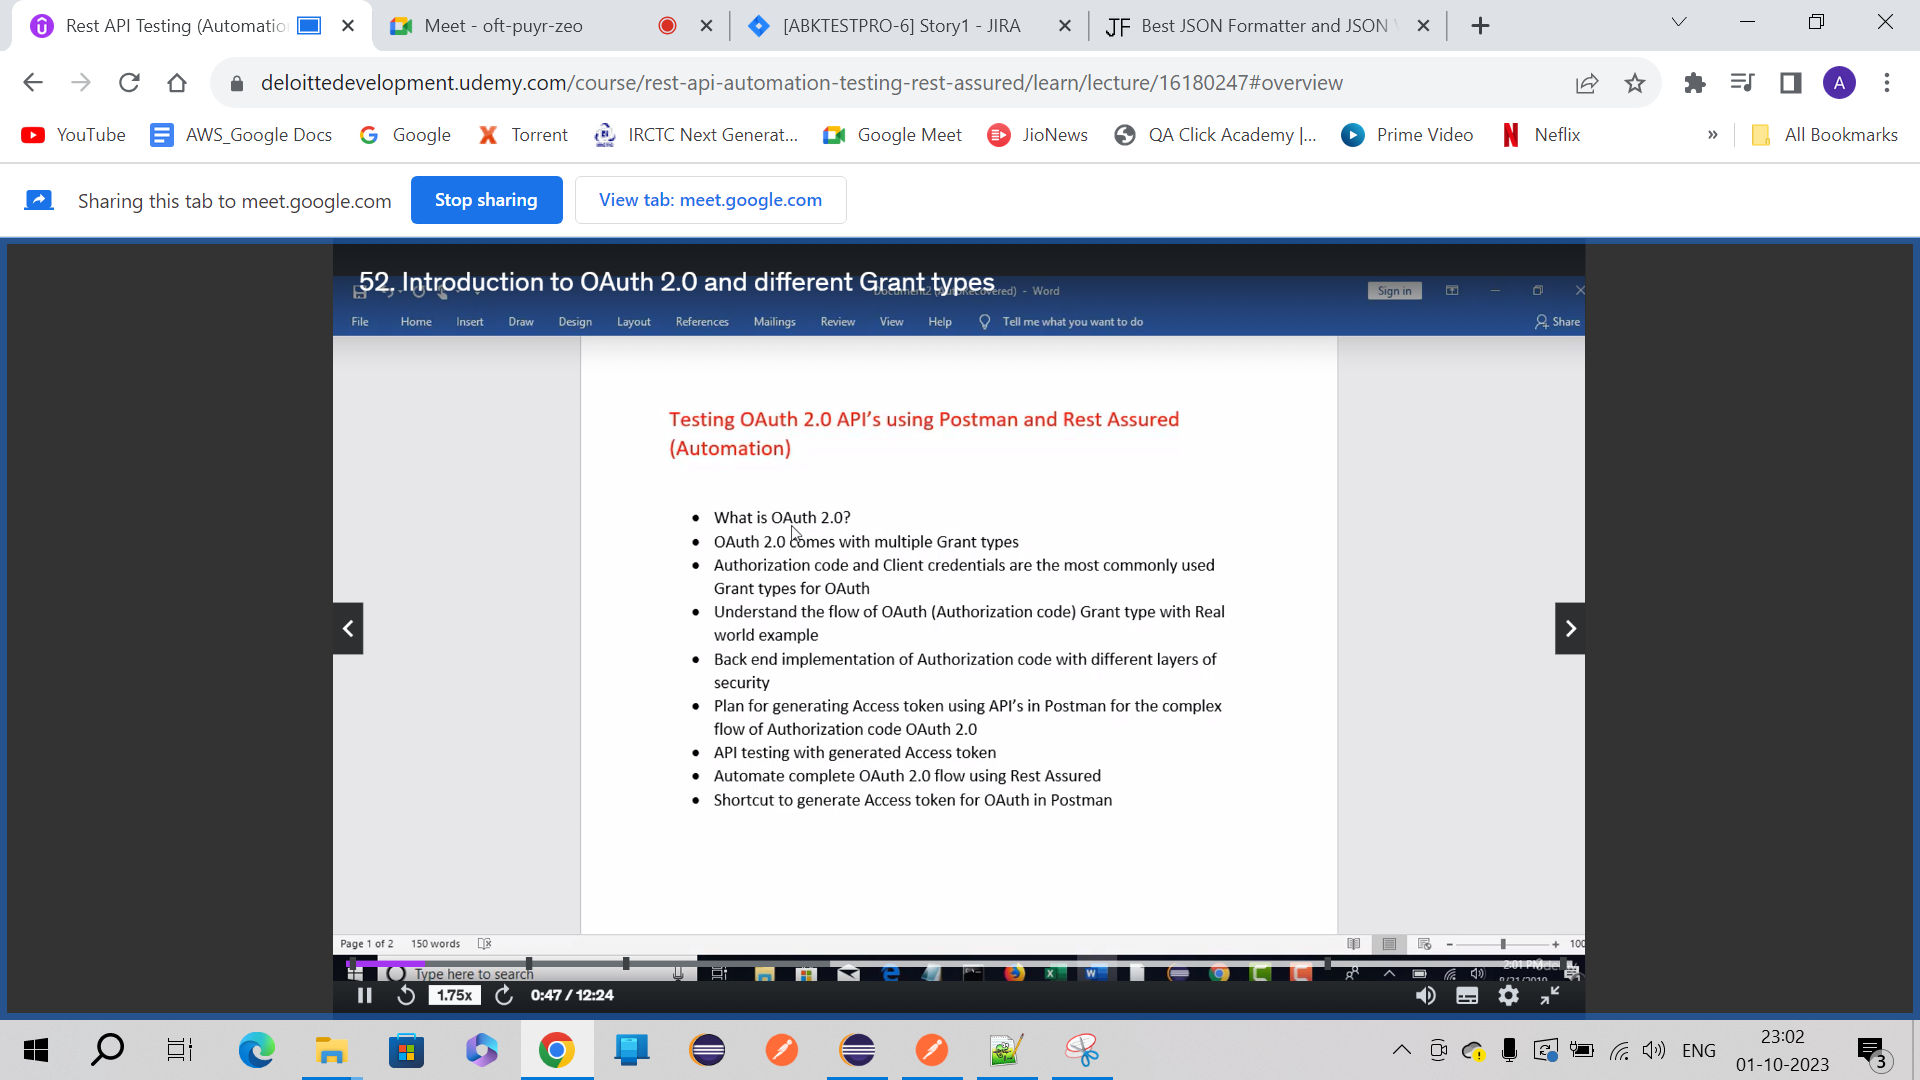 Rest API Testing (Automatio
Meet - oft-puyr-zeo
[ABKTESTPRO-6] Story1 - JIRA
JF Best JSON Formatter and JSON V
deloittedevelopment.udemy.com/course/rest-api-automation-testing-rest-assured/learn/lecture/16180247#overview
A
YouTube
AWS_Google Docs
Google
Torrent
IRCTC Next Generat...
Google Meet
JioNews
QA Click Academy |...
Prime Video
Neflix
»
All Bookmarks
Sharing this tab to meet.google.com
Stop sharing
View tab: meet.google.com
52. Introduction to OAuth 2.0 and different Grant types
- Word
Sign in
File Home Insert Draw Design Layout References Mailings Review View Help Tell me what you want to do Share
Testing OAuth 2.0 API's using Postman and Rest Assured
(Automation)
• What is OAuth 2.0?
• OAuth 2.0 comes with multiple Grant types
• Authorization code and Client credentials are the most commonly used
Grant types for OAuth
• Understand the flow of OAuth (Authorization code) Grant type with Real
world example
• Back end implementation of Authorization code with different layers of
security
• Plan for generating Access token using API's in Postman for the complex
flow of Authorization code OAuth 2.0
• API testing with generated Access token
• Automate complete OAuth 2.0 flow using Rest Assured
• Shortcut to generate Access token for OAuth in Postman
Page 1 of 2 150 words
100
Type here to search
1.75x 0:47 / 12:24
ENG
23:02
01-10-2023
3